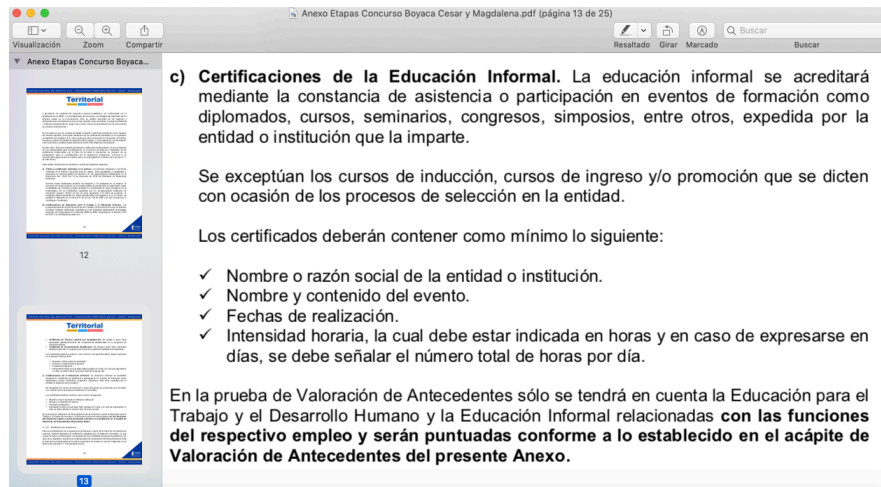 Anexo Etapas Concurso Boyaca Cesar y Magdalena.pdf (página 13 de 25)
Buscar
Visualización Zoom Compartir Resaltado Girar Marcado Buscar
Anexo Etapas Concurso Boyaca...
Territorial
12
Territorial
13
c) Certificaciones de la Educación Informal. La educación informal se acreditará
mediante la constancia de asistencia o participación en eventos de formación como
diplomados, cursos, seminarios, congresos, simposios, entre otros, expedida por la
entidad o institución que la imparte.
Se exceptúan los cursos de inducción, cursos de ingreso y/o promoción que se dicten
con ocasión de los procesos de selección en la entidad.
Los certificados deberán contener como mínimo lo siguiente:
✓ Nombre o razón social de la entidad o institución.
✓ Nombre y contenido del evento.
✓ Fechas de realización.
✓ Intensidad horaria, la cual debe estar indicada en horas y en caso de expresarse en
días, se debe señalar el número total de horas por día.
En la prueba de Valoración de Antecedentes sólo se tendrá en cuenta la Educación para el
Trabajo y el Desarrollo Humano y la Educación Informal relacionadas con las funciones
del respectivo empleo y serán puntuadas conforme a lo establecido en el acápite de
Valoración de Antecedentes del presente Anexo.